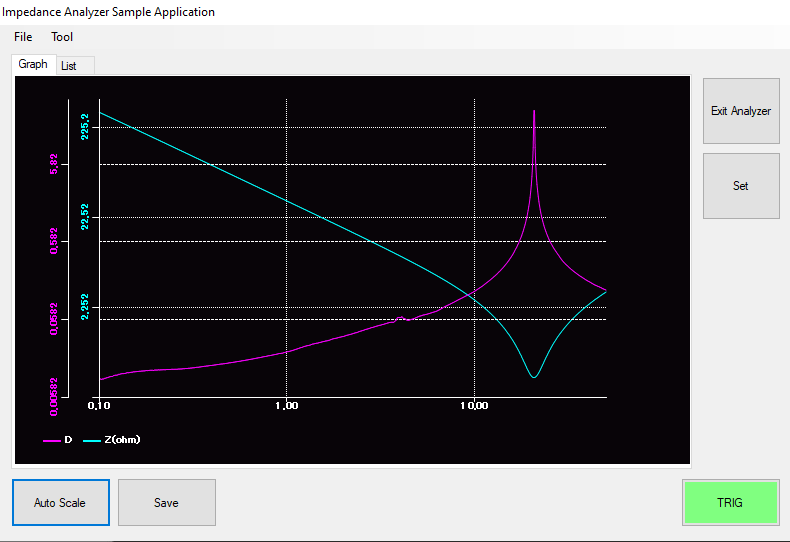 Impedance Analyzer Sample Application
File Tool
Graph List
225.2
5.82
22.52
0.582
2.252
0.0582
0.00582
0.10 1.00 10.00
D Z(ohm)
Exit Analyzer
Set
Auto Scale Save TRIG